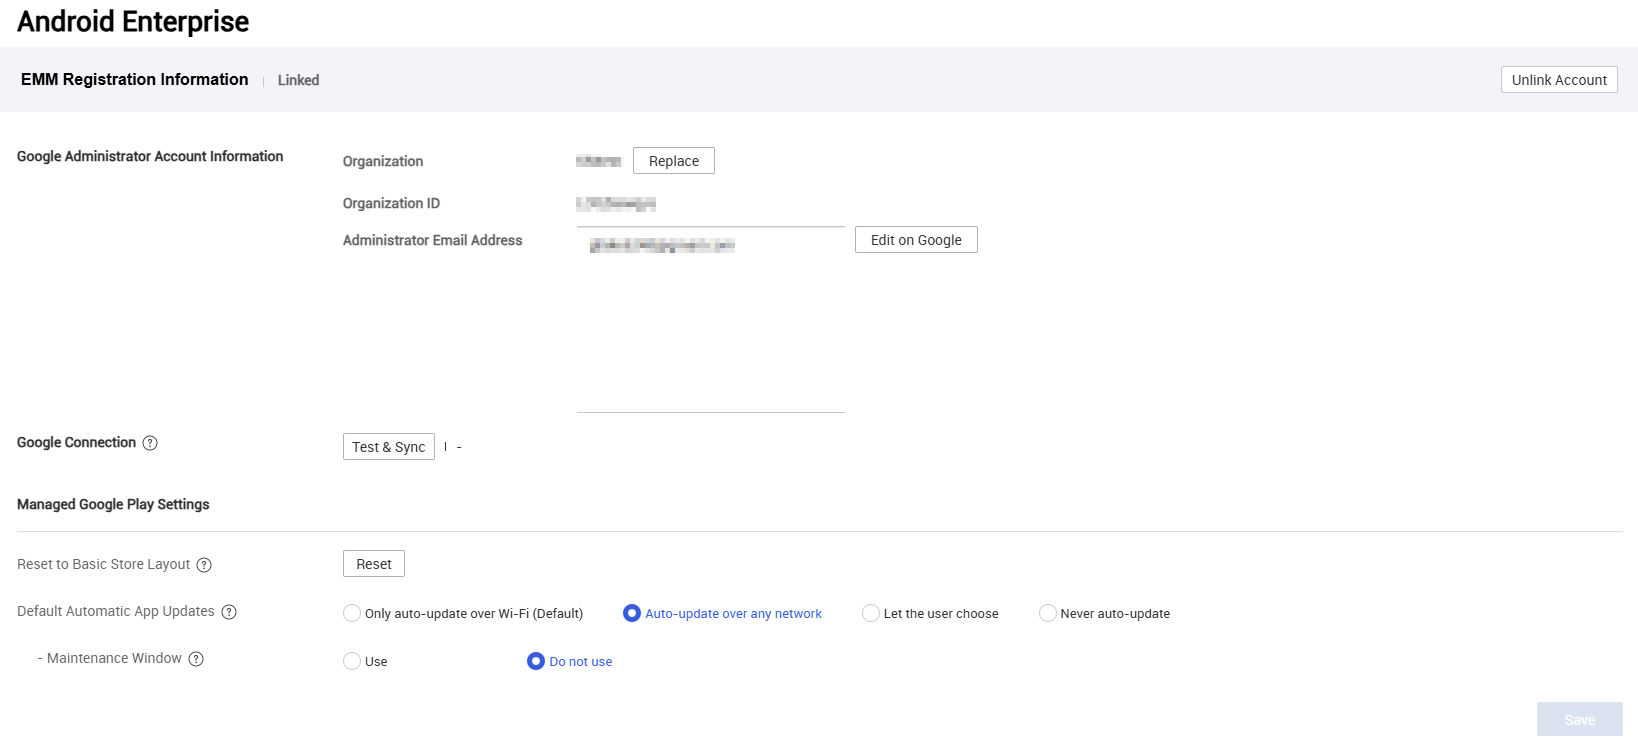 Android Enterprise
EMM Registration Information | Linked
Unlink Account
Google Administrator Account Information
Organization
Replace
Organization ID
Administrator Email Address
Edit on Google
Google Connection ?
Test & Sync | -
Managed Google Play Settings
Reset to Basic Store Layout ?
Reset
Default Automatic App Updates ?
Only auto-update over Wi-Fi (Default)
Auto-update over any network
Let the user choose
Never auto-update
- Maintenance Window ?
Use
Do not use
Save